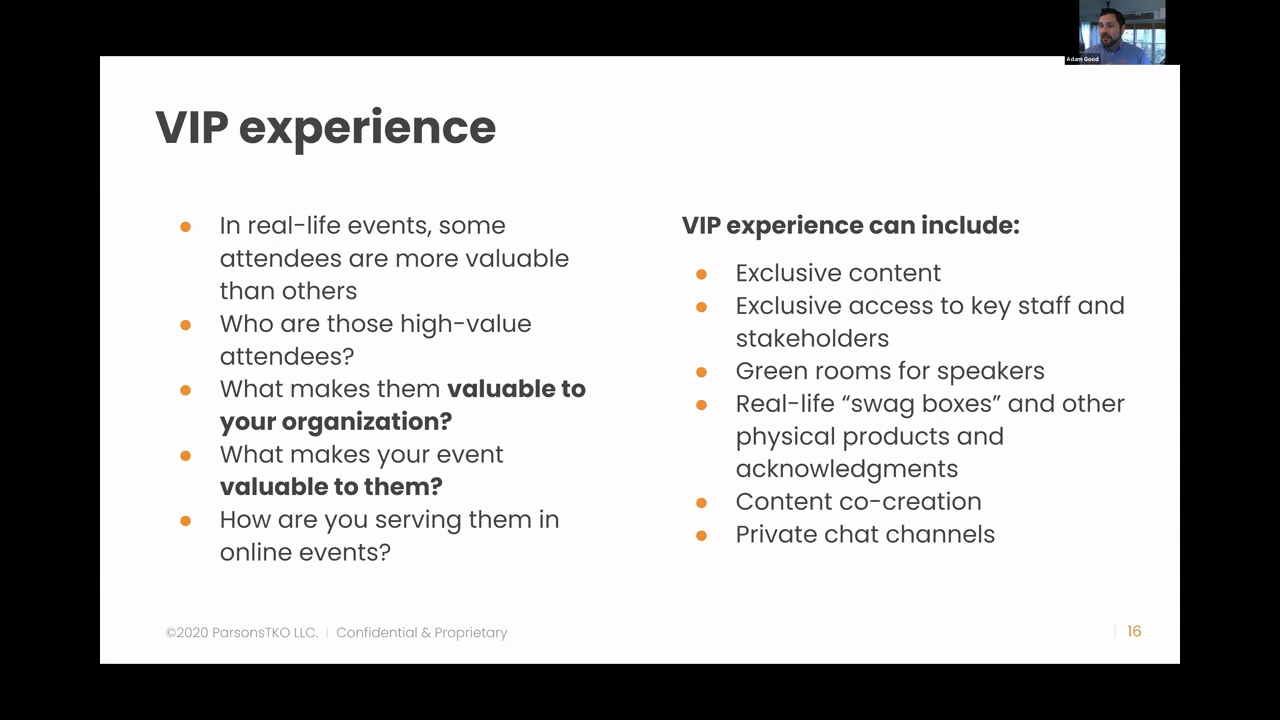 Adam Good
VIP experience
In real-life events, some
attendees are more valuable
than others
Who are those high-value
attendees?
What makes them valuable to
your organization?
What makes your event
valuable to them?
How are you serving them in
online events?
VIP experience can include:
Exclusive content
Exclusive access to key staff and
stakeholders
Green rooms for speakers
Real-life “swag boxes” and other
physical products and
acknowledgments
Content co-creation
Private chat channels
©2020 ParsonsTKO LLC. | Confidential & Proprietary
| 16